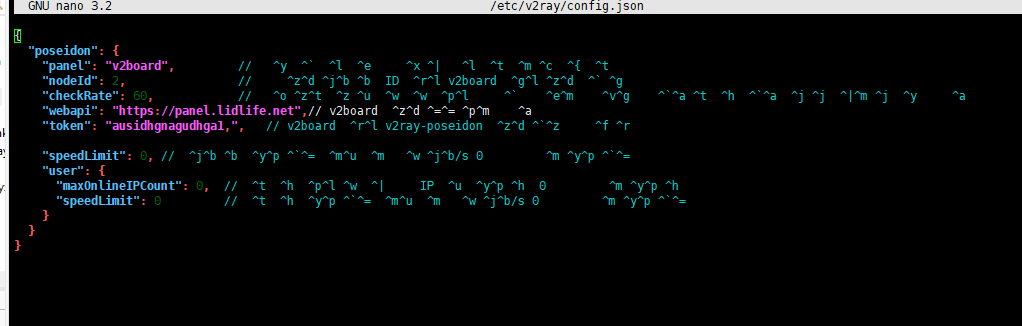 GNU nano 3.2 /etc/v2ray/config.json
{
"poseidon": {
"panel": "v2board", // ^y ^` ^l ^e ^x ^| ^l ^t ^m ^c ^{ ^t
"nodeId": 2, // ^z^d ^j^b ^b ID ^r^l v2board ^g^l ^z^d ^` ^g
"checkRate": 60, // ^o ^z^t ^z ^u ^w ^w ^p^l ^` ^e^m ^v^g ^`^a ^t ^h ^`^a ^j ^j ^|^m ^j ^y ^a
"webapi": "https://panel.lidlife.net",// v2board ^z^d ^=^= ^p^m ^a
"token": "ausidhgnagudhga1,", // v2board ^r^l v2ray-poseidon ^z^d ^`^z ^f ^r
"speedLimit": 0, // ^j^b ^b ^y^p ^`^= ^m^u ^m ^w ^j^b/s 0 ^m ^y^p ^`^=
"user": {
"maxOnlineIPCount": 0, // ^t ^h ^p^l ^w ^| IP ^u ^y^p ^h 0 ^m ^y^p ^h
"speedLimit": 0 // ^t ^h ^y^p ^`^= ^m^u ^m ^w ^j^b/s 0 ^m ^y^p ^`^=
}
}
}